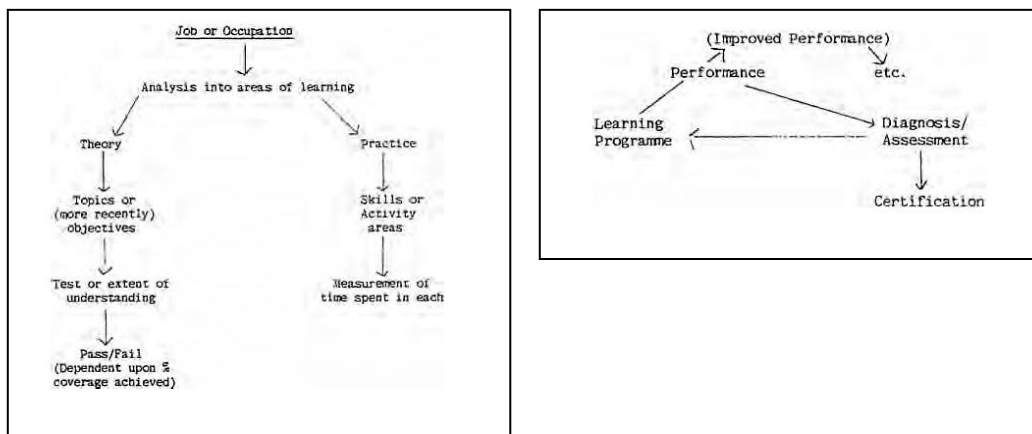 Job or Occupation
Analysis into areas of learning
Theory
Practice
Topics or
(more recently)
objectives
Skills or
Activity
areas
Test or extent of
understanding
Measurement of
time spent in each
Pass/Fail
(Dependent upon %
coverage achieved)
(Improved Performance)
Performance
etc.
Learning
Programme
Diagnosis/
Assessment
Certification